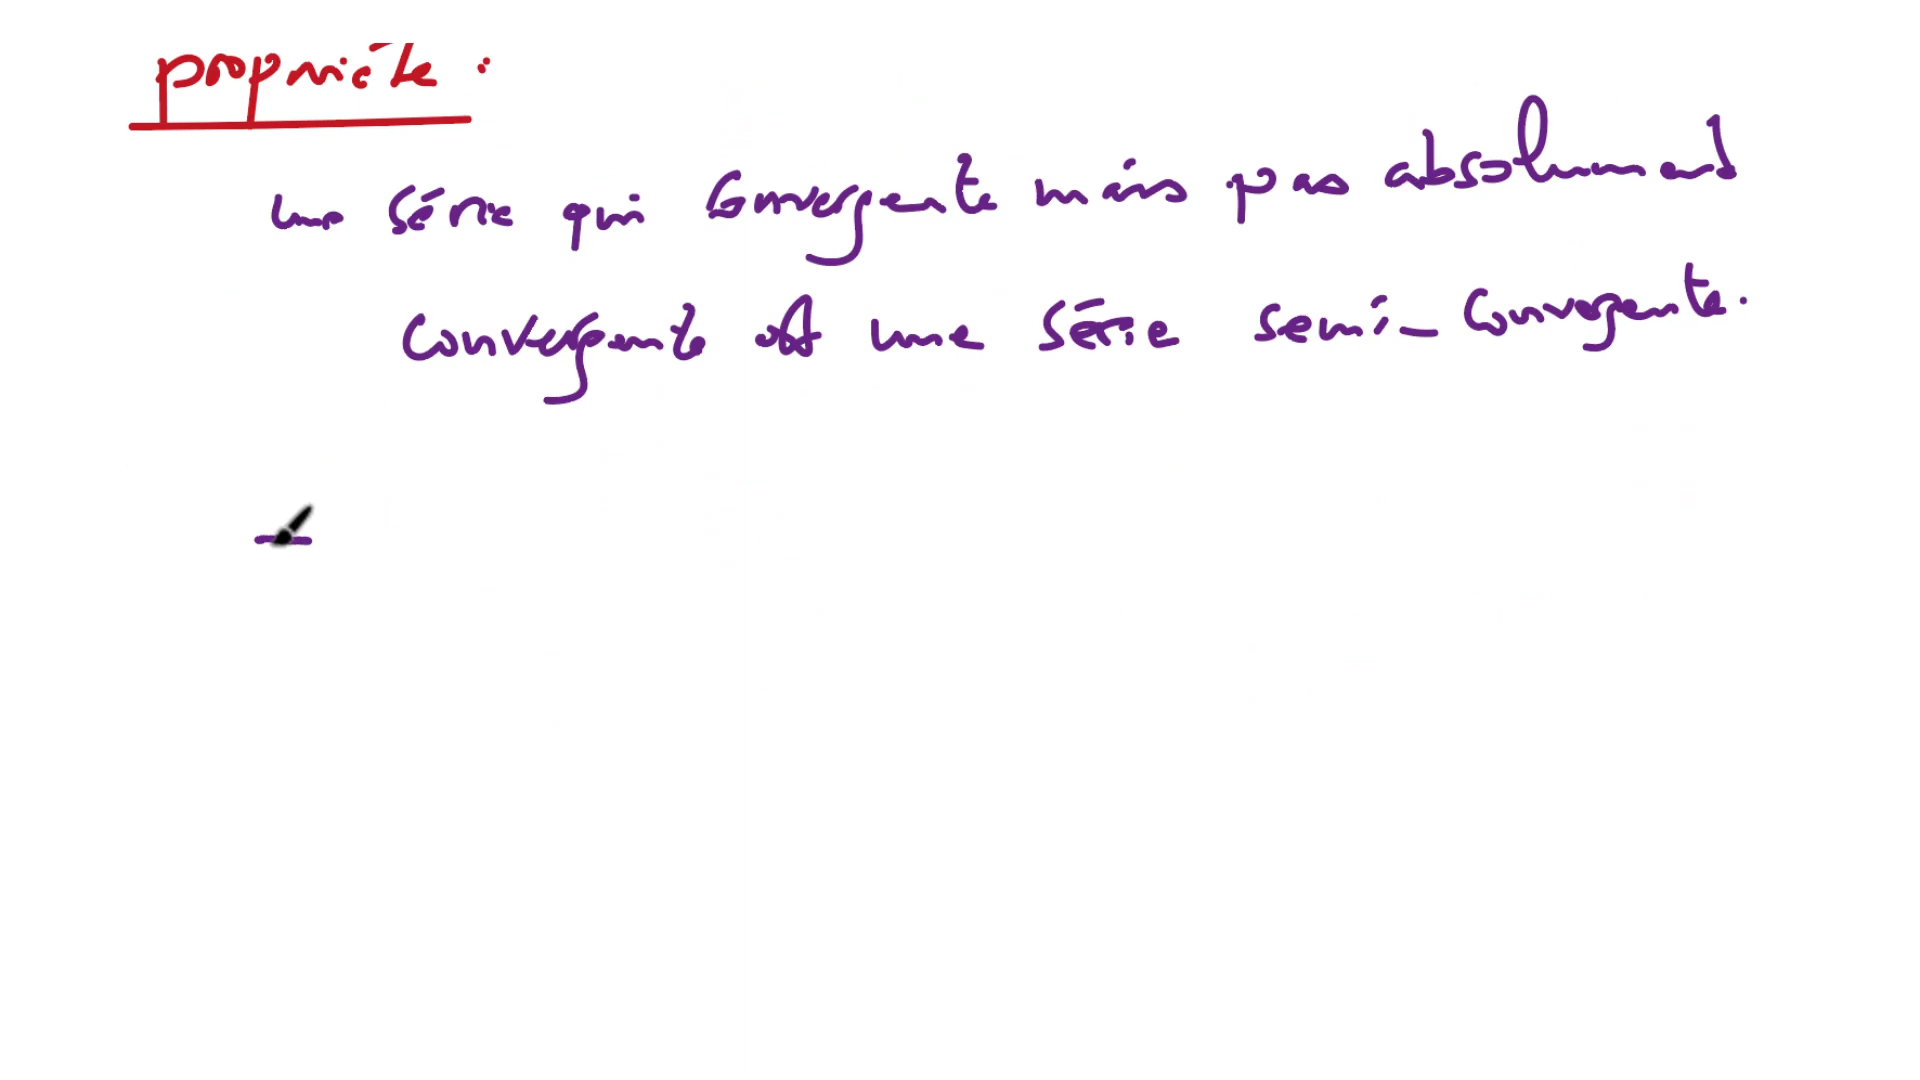 propriété :
une série qui convergente mais pas absolument
convergente est une série semi-convergente.